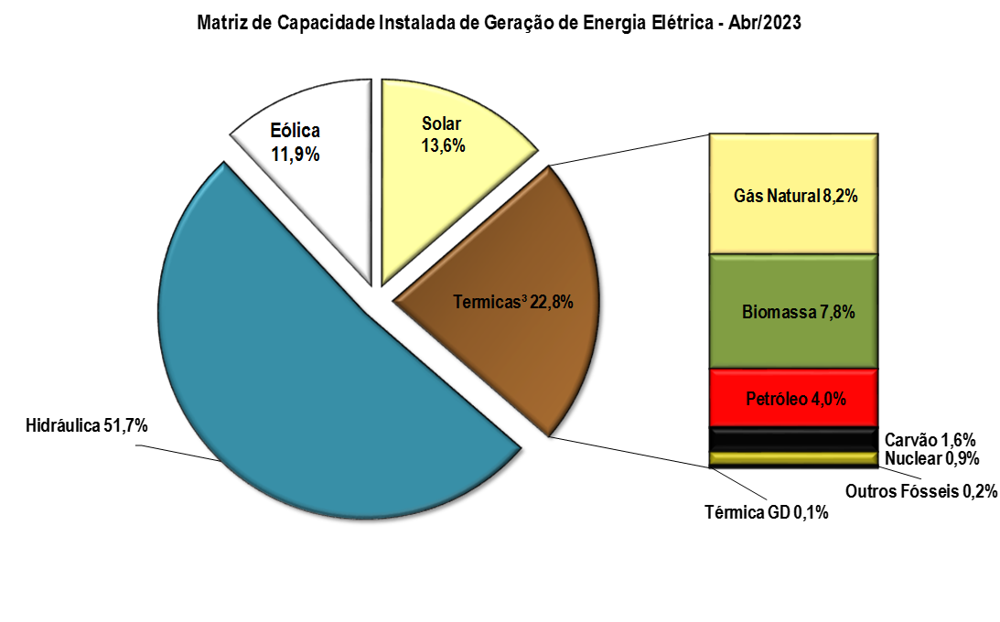 Matriz de Capacidade Instalada de Geração de Energia Elétrica - Abr/2023
Eólica
11,9%
Solar
13,6%
Gás Natural 8,2%
Termicas³ 22,8%
Biomassa 7,8%
Petróleo 4,0%
Hidráulica 51,7%
Carvão 1,6%
Nuclear 0,9%
Outros Fósseis 0,2%
Térmica GD 0,1%